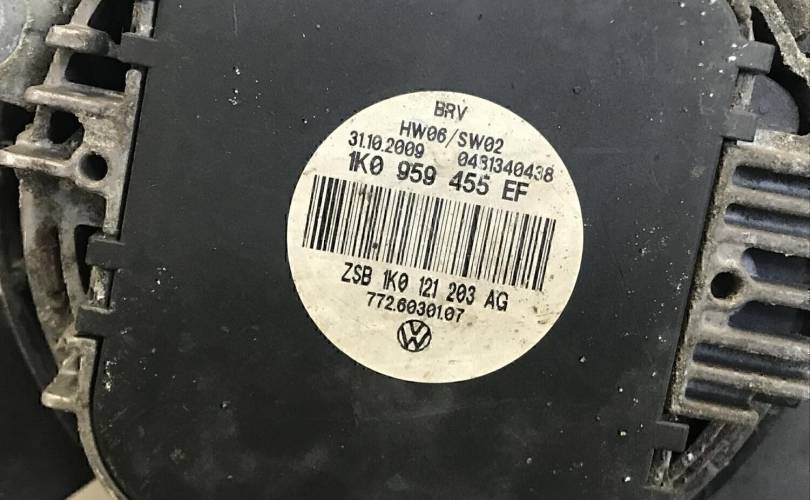 BRV
HW06/SW02
31.10.2009 0481340438
1K0 959 455 EF
ZSB 1K0 121 203 AG
772.60301.07
VW